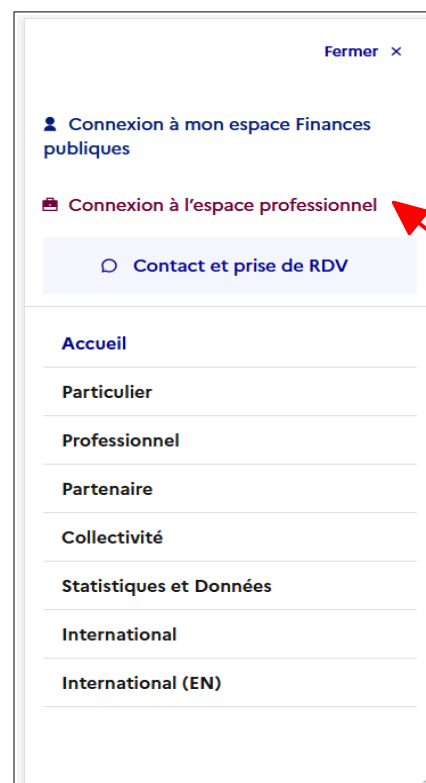 Fermer ×
Connexion à mon espace Finances
publiques
Connexion à l'espace professionnel
Contact et prise de RDV
Accueil
Particulier
Professionnel
Partenaire
Collectivité
Statistiques et Données
International
International (EN)